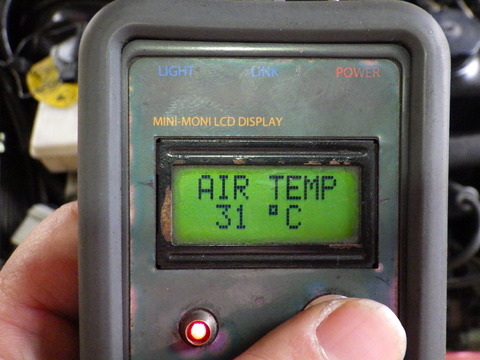 LIGHT LINK POWER
MINI-MONI LCD DISPLAY
AIR TEMP
31 °C